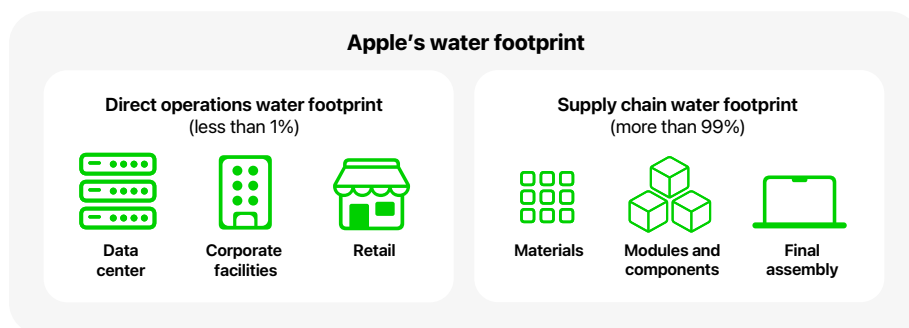 Apple’s water footprint
Direct operations water footprint
(less than 1%)
Data
center
Corporate
facilities
Retail
Supply chain water footprint
(more than 99%)
Materials
Modules and
components
Final
assembly